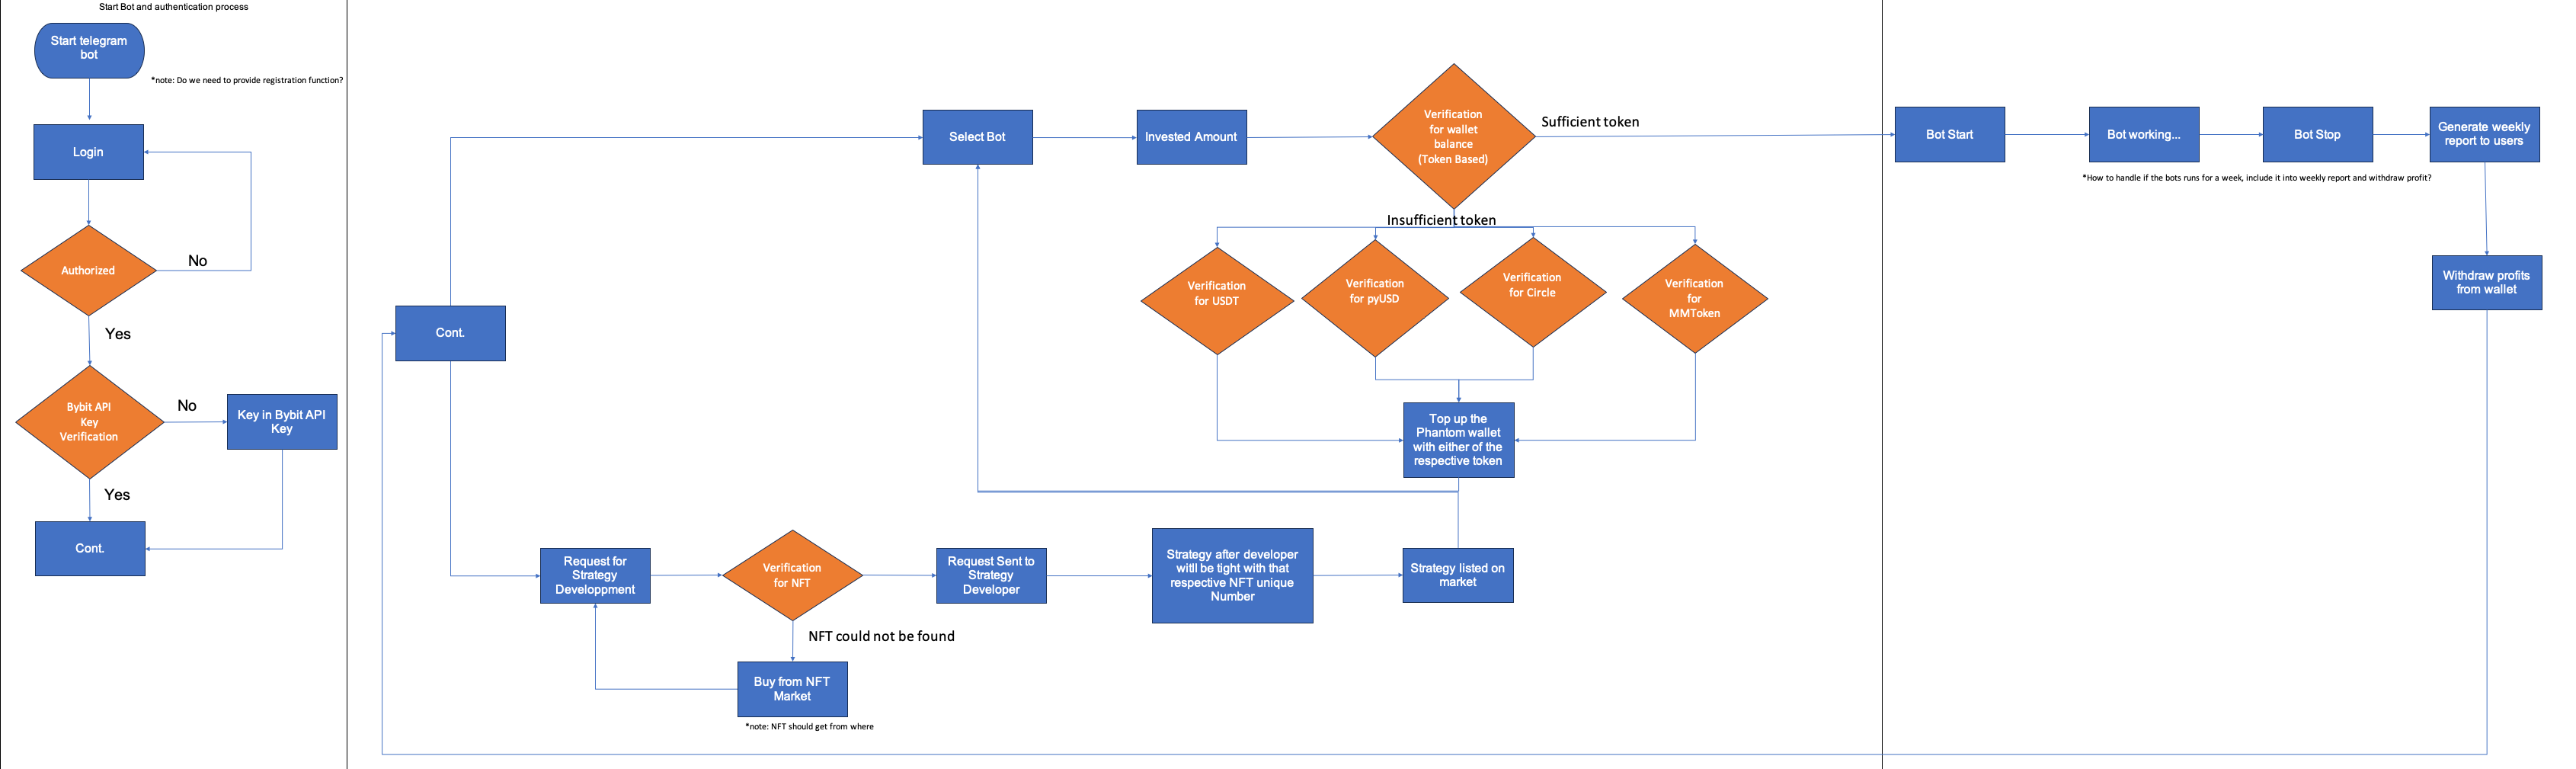 Start Bot and authentication process
Start telegram
bot
*note: Do we need to provide registration function?
Login
Authorized
No
Yes
Bybit API
Key
Verification
No
Key in Bybit API
Key
Yes
Cont.
Cont.
Select Bot
Invested Amount
Verification
for wallet
balance
(Token Based)
Sufficient token
Insufficient token
Verification
for USDT
Verification
for pyUSD
Verification
for Circle
Verification
for
MMToken
Top up the
Phantom wallet
with either of the
respective token
Request for
Strategy
Developpment
Verification
for NFT
NFT could not be found
Buy from NFT
Market
*note: NFT should get from where
Request Sent to
Strategy
Developer
Strategy after developer
witll be tight with that
respective NFT unique
Number
Strategy listed on
market
Bot Start
Bot working...
Bot Stop
Generate weekly
report to users
*How to handle if the bots runs for a week, include it into weekly report and withdraw profit?
Withdraw profits
from wallet